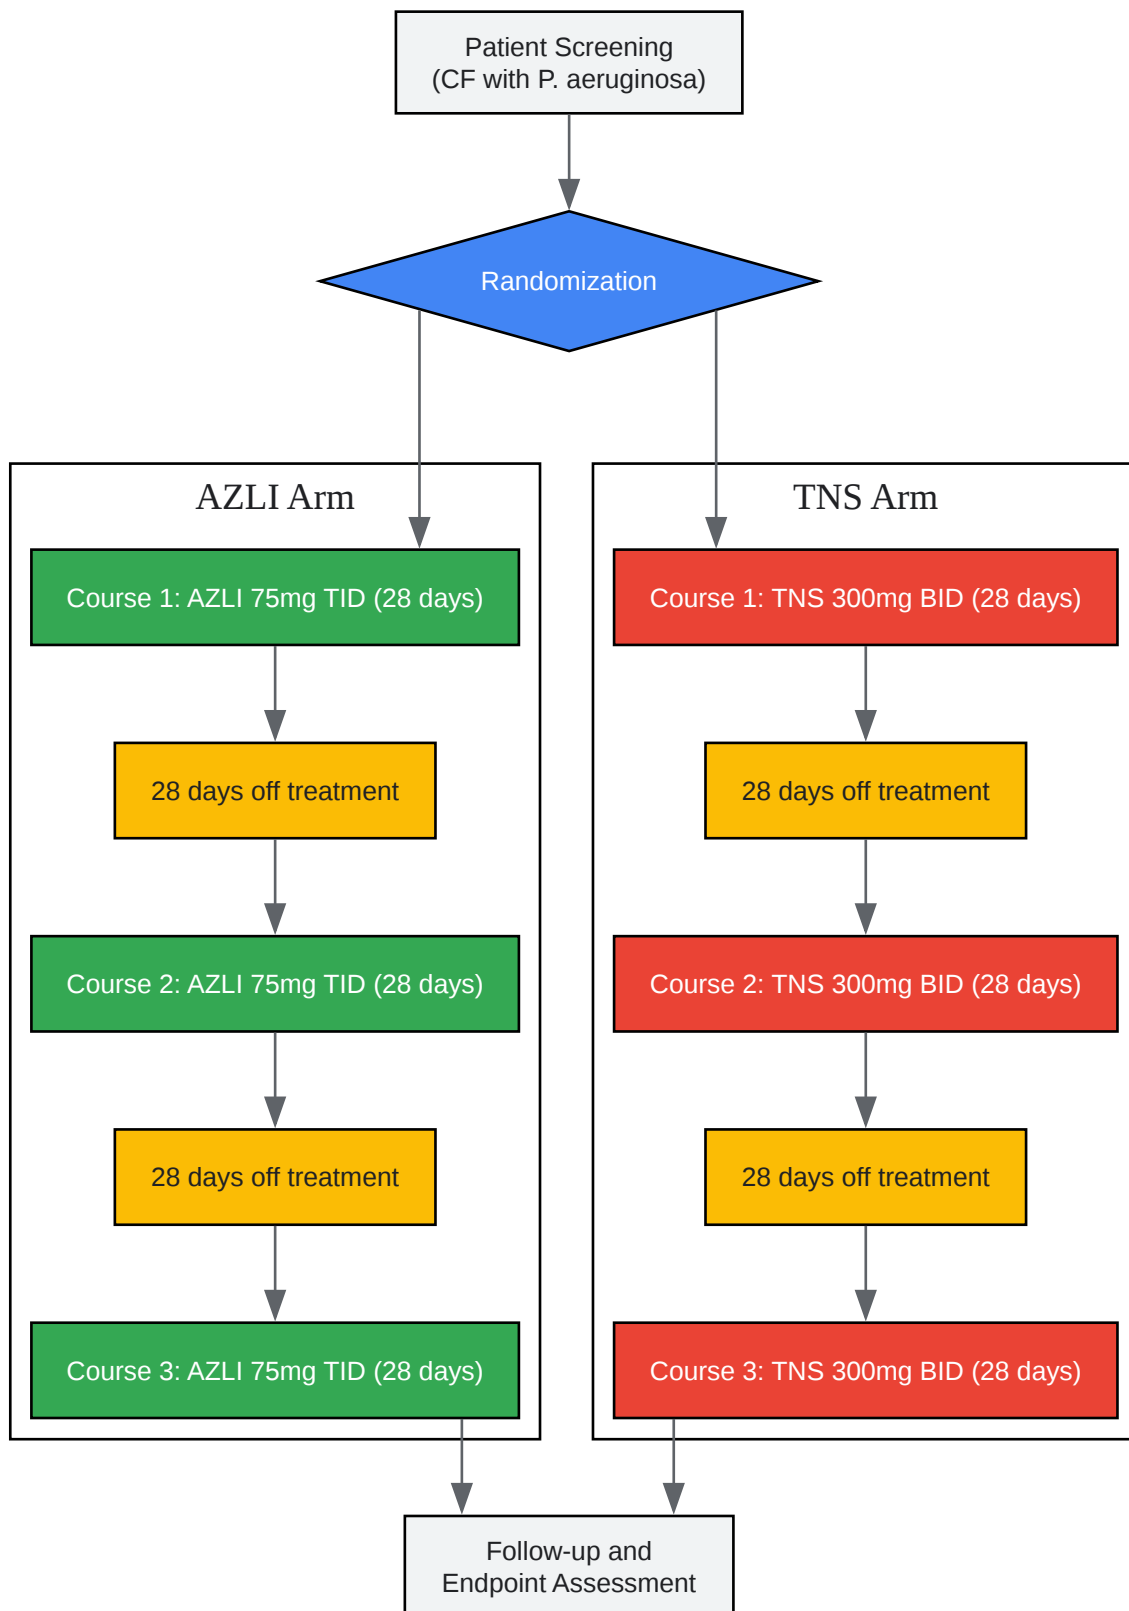 Patient Screening
(CF with P. aeruginosa)
Randomization
AZLI Arm
Course 1: AZLI 75mg TID (28 days)
28 days off treatment
Course 2: AZLI 75mg TID (28 days)
28 days off treatment
Course 3: AZLI 75mg TID (28 days)
TNS Arm
Course 1: TNS 300mg BID (28 days)
28 days off treatment
Course 2: TNS 300mg BID (28 days)
28 days off treatment
Course 3: TNS 300mg BID (28 days)
Follow-up and
Endpoint Assessment